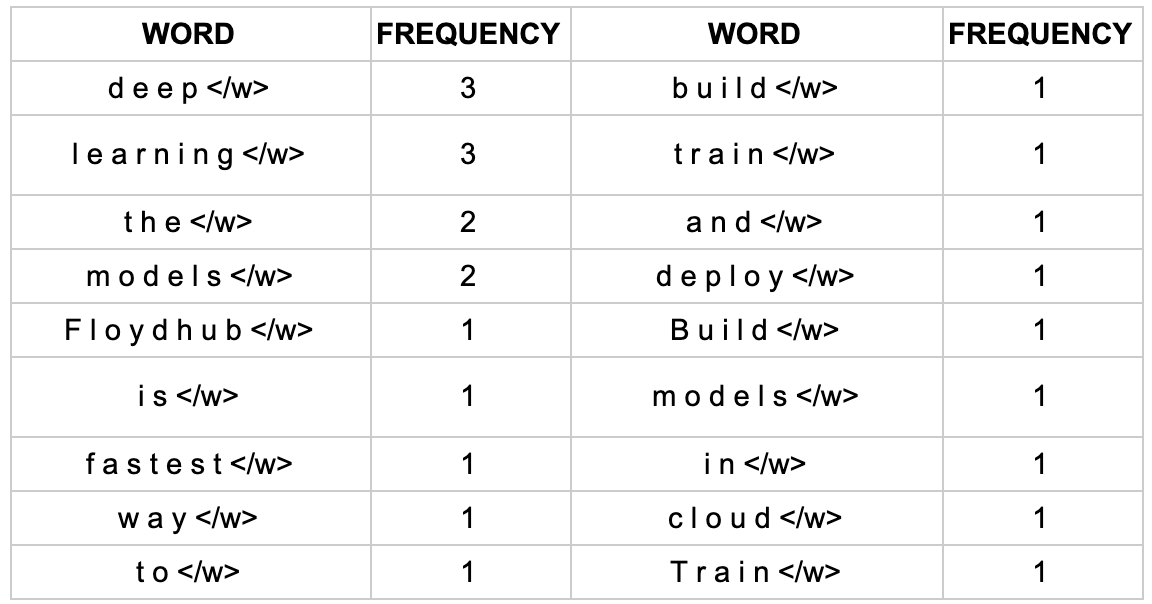 WORD FREQUENCY WORD FREQUENCY
d e e p </w> 3 b u i l d </w> 1
l e a r n i n g </w> 3 t r a i n </w> 1
t h e </w> 2 a n d </w> 1
m o d e l s </w> 2 d e p l o y </w> 1
F l o y d h u b </w> 1 B u i l d </w> 1
i s </w> 1 m o d e l s </w> 1
f a s t e s t </w> 1 i n </w> 1
w a y </w> 1 c l o u d </w> 1
t o </w> 1 T r a i n </w> 1